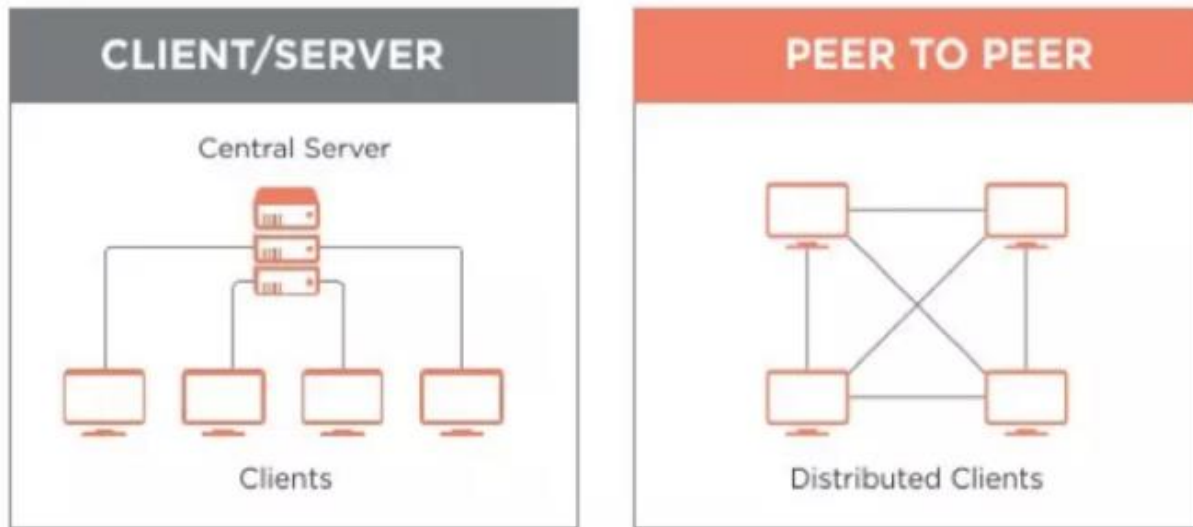 CLIENT/SERVER
Central Server
Clients
PEER TO PEER
Distributed Clients